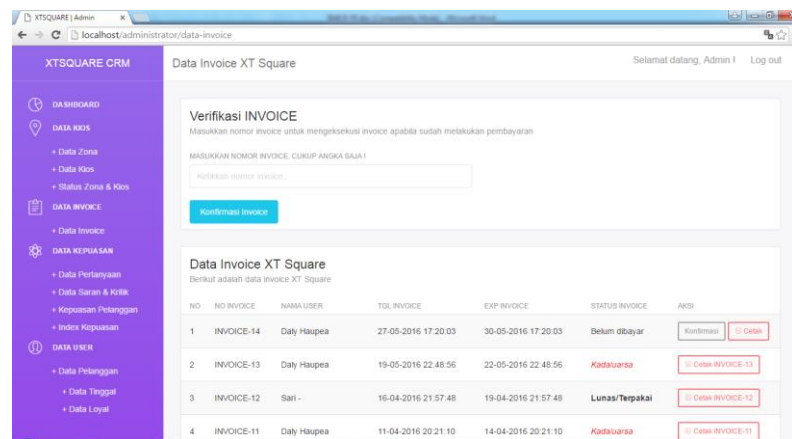 XTSQUARE | Admin
localhost/administrator/data-invoice
XTSQUARE CRM
Data Invoice XT Square
Selamat datang, Admin !
Log out
DASHBOARD
DATA KIOS
+ Data Zona
+ Data Kios
+ Status Zona & Kios
DATA INVOICE
+ Data Invoice
DATA KEPUASAN
+ Data Pertanyaan
+ Data Saran & Kritik
+ Kepuasan Pelanggan
+ Index Kepuasan
DATA USER
+ Data Pelanggan
+ Data Tinggal
+ Data Loyal
Verifikasi INVOICE
Masukkan nomor invoice untuk mengeksekusi invoice apabila sudah melakukan pembayaran
MASUKKAN NOMOR INVOICE, CUKUP ANGKA SAJA !
Ketikkan nomor invoice..
Konfirmasi Invoice
Data Invoice XT Square
Berikut adalah data invoice XT Square
NO NO INVOICE NAMA USER TGL INVOICE EXP INVOICE STATUS INVOICE AKSI
1 INVOICE-14 Daly Haupea 27-05-2016 17:20:03 30-05-2016 17:20:03 Belum dibayar Konfirmasi Cetak
2 INVOICE-13 Daly Haupea 19-05-2016 22:48:56 22-05-2016 22:48:56 Kadaluarsa Cetak INVOICE-13
3 INVOICE-12 Sari - 16-04-2016 21:57:48 19-04-2016 21:57:48 Lunas/Terpakai Cetak INVOICE-12
4 INVOICE-11 Daly Haupea 11-04-2016 20:21:10 14-04-2016 20:21:10 Kadaluarsa Cetak INVOICE-11